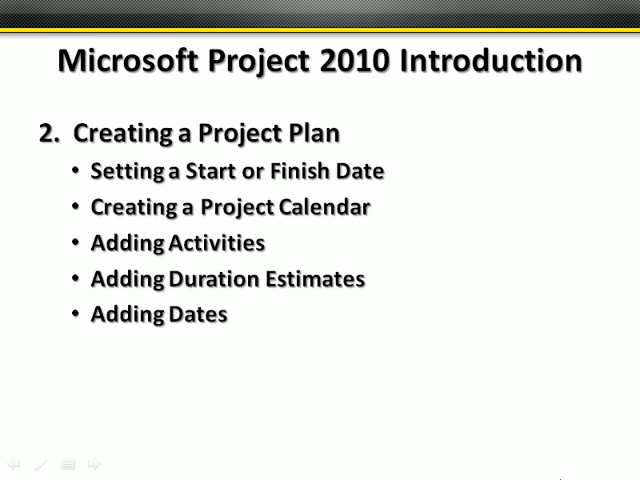 Microsoft Project 2010 Introduction
2. Creating a Project Plan
• Setting a Start or Finish Date
• Creating a Project Calendar
• Adding Activities
• Adding Duration Estimates
• Adding Dates